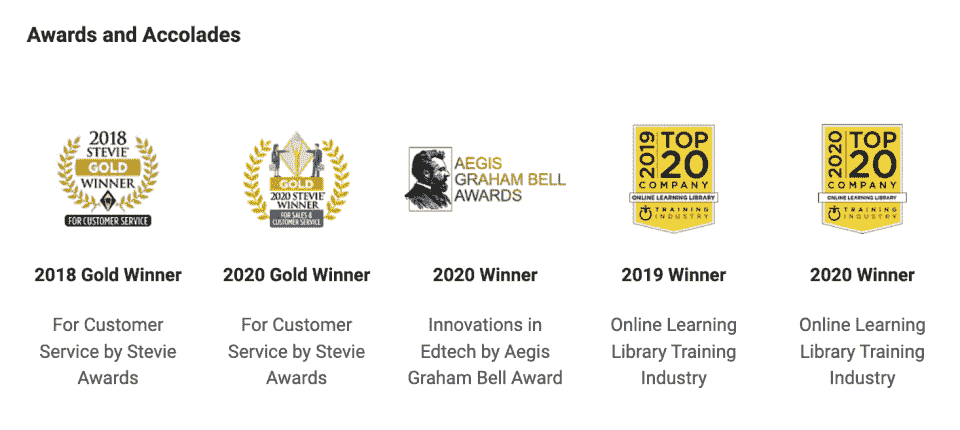 Awards and Accolades
2018
STEVIE
GOLD
WINNER
FOR CUSTOMER SERVICE
GOLD
2020 STEVIE
WINNER
FOR SALES &
CUSTOMER SERVICE
AEGIS
GRAHAM BELL
AWARDS
2019
TOP
20
COMPANY
ONLINE LEARNING LIBRARY
TRAINING
INDUSTRY
2020
TOP
20
COMPANY
ONLINE LEARNING LIBRARY
TRAINING
INDUSTRY
2018 Gold Winner
For Customer
Service by Stevie
Awards
2020 Gold Winner
For Customer
Service by Stevie
Awards
2020 Winner
Innovations in
Edtech by Aegis
Graham Bell Award
2019 Winner
Online Learning
Library Training
Industry
2020 Winner
Online Learning
Library Training
Industry